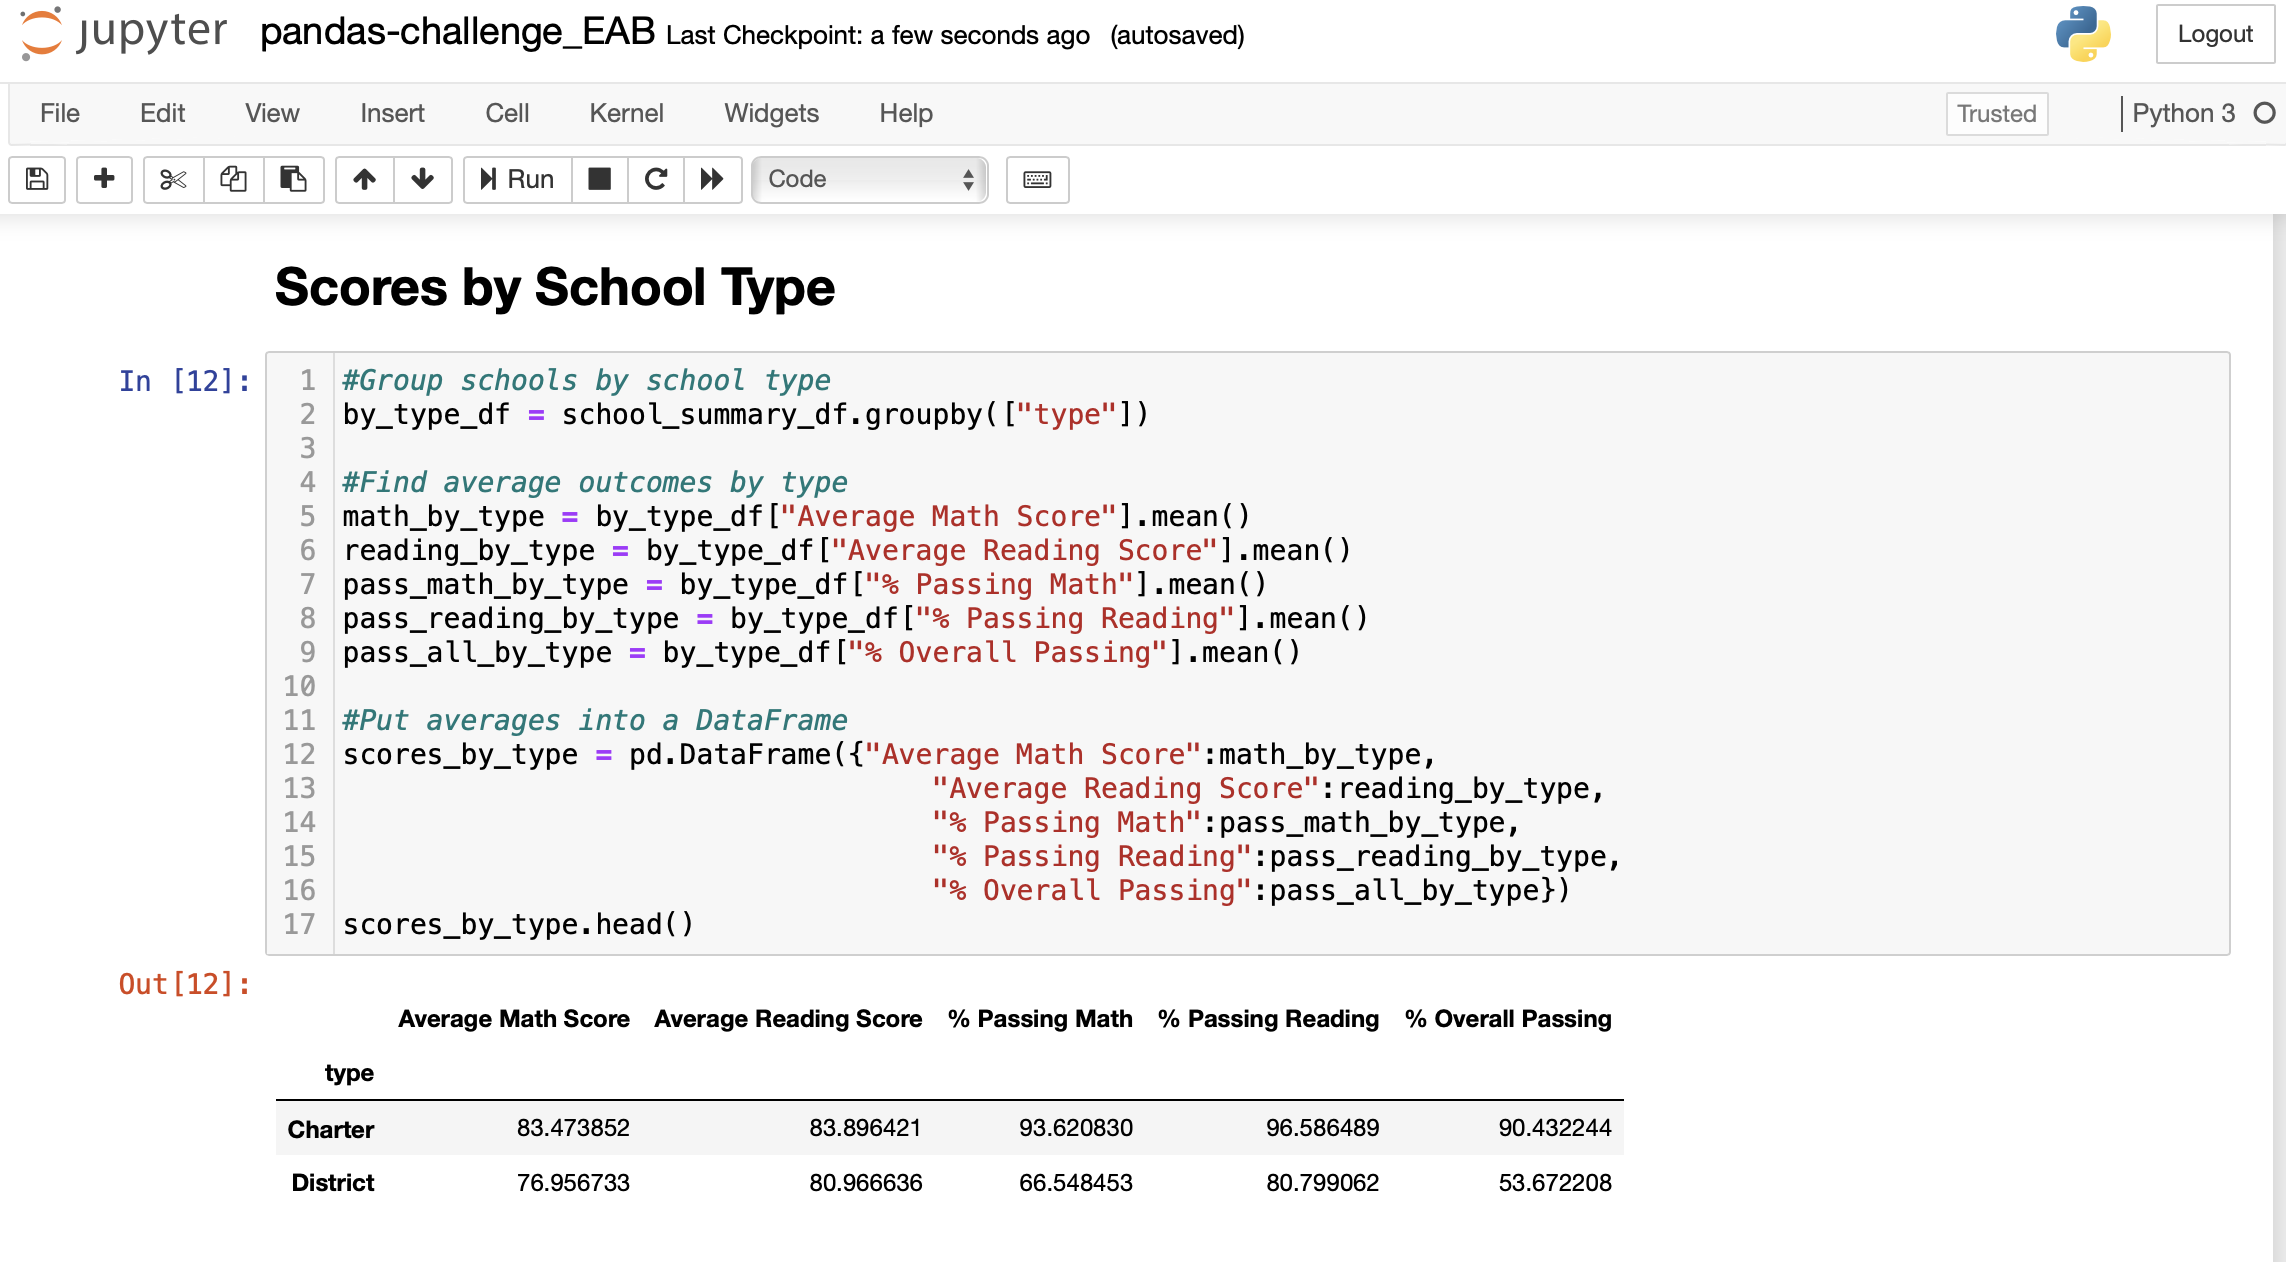 jupyter pandas-challenge_EAB Last Checkpoint: a few seconds ago (autosaved) Logout
File Edit View Insert Cell Kernel Widgets Help Trusted Python 3
Run Code
Scores by School Type
In [12]:
1 #Group schools by school type
2 by_type_df = school_summary_df.groupby(["type"])
3
4 #Find average outcomes by type
5 math_by_type = by_type_df["Average Math Score"].mean()
6 reading_by_type = by_type_df["Average Reading Score"].mean()
7 pass_math_by_type = by_type_df["% Passing Math"].mean()
8 pass_reading_by_type = by_type_df["% Passing Reading"].mean()
9 pass_all_by_type = by_type_df["% Overall Passing"].mean()
10
11 #Put averages into a DataFrame
12 scores_by_type = pd.DataFrame({"Average Math Score":math_by_type,
13                                    "Average Reading Score":reading_by_type,
14                                    "% Passing Math":pass_math_by_type,
15                                    "% Passing Reading":pass_reading_by_type,
16                                    "% Overall Passing":pass_all_by_type})
17 scores_by_type.head()
Out[12]:
Average Math Score Average Reading Score % Passing Math % Passing Reading % Overall Passing
type
Charter 83.473852 83.896421 93.620830 96.586489 90.432244
District 76.956733 80.966636 66.548453 80.799062 53.672208